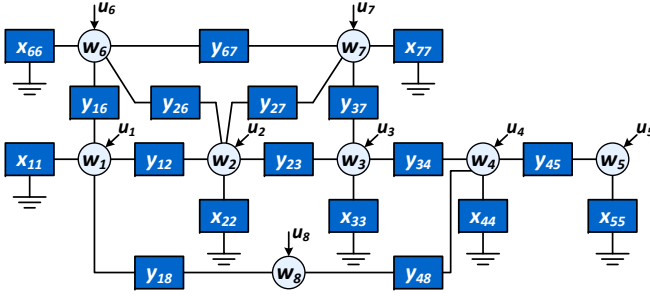 u6 u7
x66 w6 y67 w7 x77
y16 y26 y27 y37
u1 u2 u3 u4 u5
x11 w1 y12 w2 y23 w3 y34 w4 y45 w5
x22 x33 x44 x55
u8
y18 w8 y48